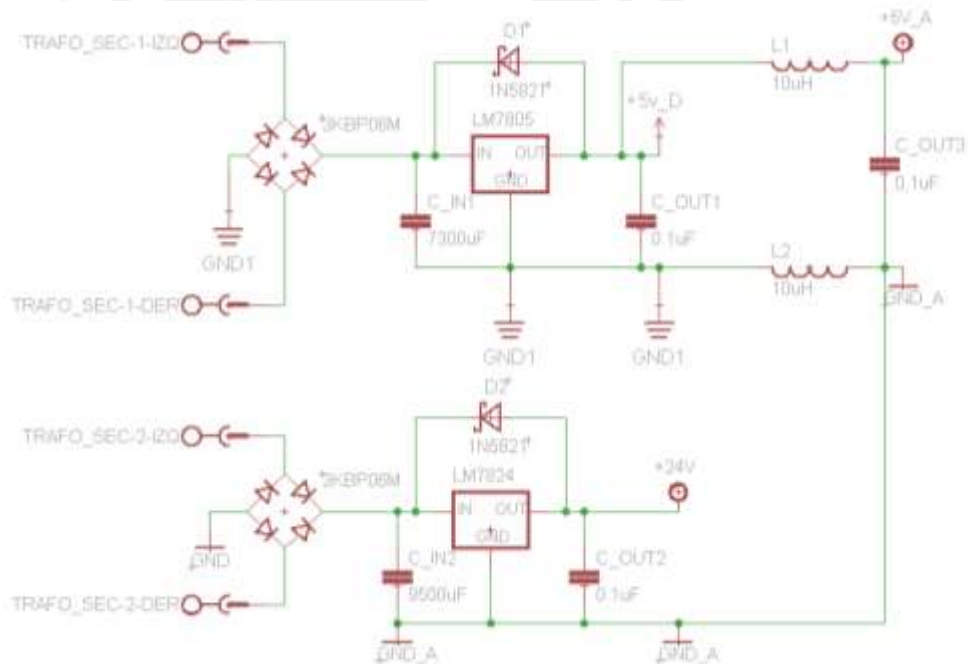 TRAFO_SEC-1-IZQ
D1
+5V_A
L1
1N5821
10uH
+5v_D
3KBP06M
LM7805
IN OUT
GND
C_OUT3
0.1uF
C_IN1
C_OUT1
7300uF
0.1uF
GND1
L2
10uH
TRAFO_SEC-1-DER
GND_A
GND1
GND1
D2
TRAFO_SEC-2-IZQ
1N5821
+24V
3KBP06M
LM7824
IN OUT
GND
GND
C_IN2
C_OUT2
9500uF
0.1uF
TRAFO_SEC-2-DER
GND_A
GND_A